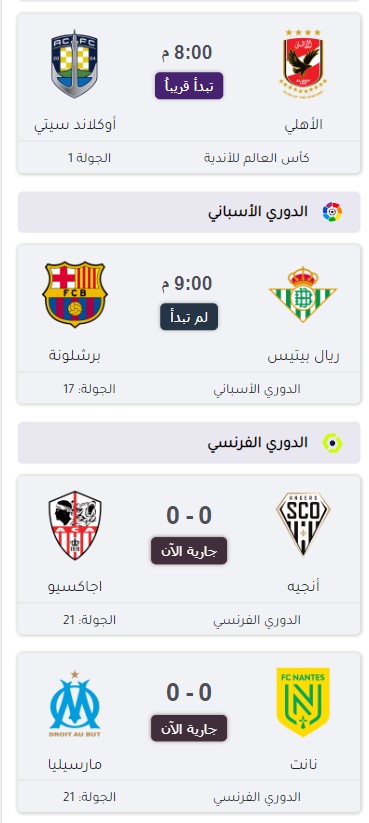 8:00 م
تبدأ قريباً
الأهلي
أوكلاند سيتي
كأس العالم للأندية
الجولة 1
الدوري الأسباني
9:00 م
FCB
لم تبدأ
ريال بيتيس
برشلونة
الدوري الأسباني
الجولة: 17
الدوري الفرنسي
0 - 0
ANGERS
SCO
جارية الآن
أنجيه
اجاكسيو
الدوري الفرنسي
الجولة: 21
FC NANTES
0 - 0
جارية الآن
DROIT AU BUT
نانت
مارسيليا
الدوري الفرنسي
الجولة: 21